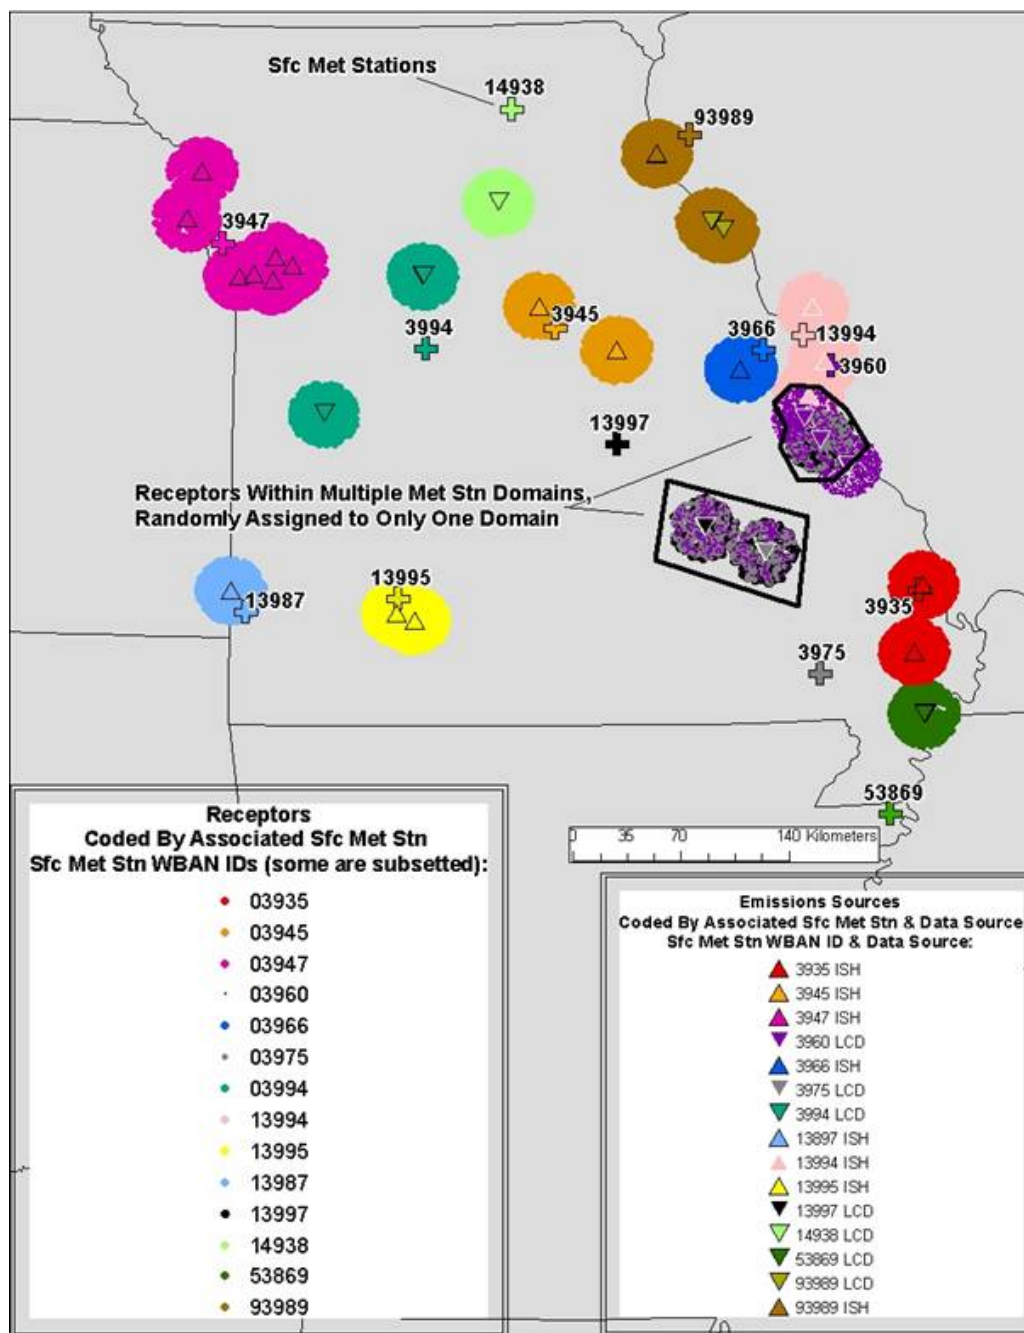 Sfc Met Stations
14938
93989
3947
3945
3994
3966
13994
3960
13997
Receptors Within Multiple Met Stn Domains,
Randomly Assigned to Only One Domain
13995
13987
3935
3975
53869
0 35 70 140 Kilometers
Receptors
Coded By Associated Sfc Met Stn
Sfc Met Stn WBAN IDs (some are subsetted):
03935
03945
03947
03960
03966
03975
03994
13994
13995
13987
13997
14938
53869
93989
Emissions Sources
Coded By Associated Sfc Met Stn & Data Source
Sfc Met Stn WBAN ID & Data Source:
3935 ISH
3945 ISH
3947 ISH
3960 LCD
3966 ISH
3975 LCD
3994 LCD
13897 ISH
13994 ISH
13995 ISH
13997 LCD
14938 LCD
53869 LCD
93989 LCD
93989 ISH